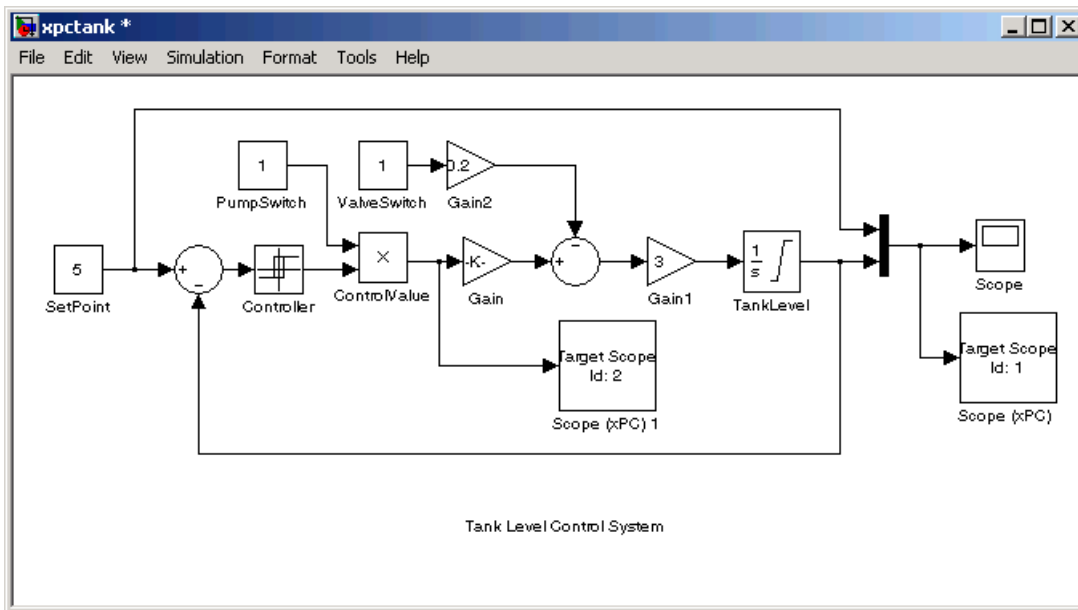 xpctank *
File Edit View Simulation Format Tools Help
1
PumpSwitch
1
ValveSwitch
0.2
Gain2
5
SetPoint
+
−
Controller
×
ControlValue
-K-
Gain
−
+
3
Gain1
1
s
TankLevel
Scope
Target Scope
Id: 2
Scope (xPC) 1
Target Scope
Id: 1
Scope (xPC)
Tank Level Control System